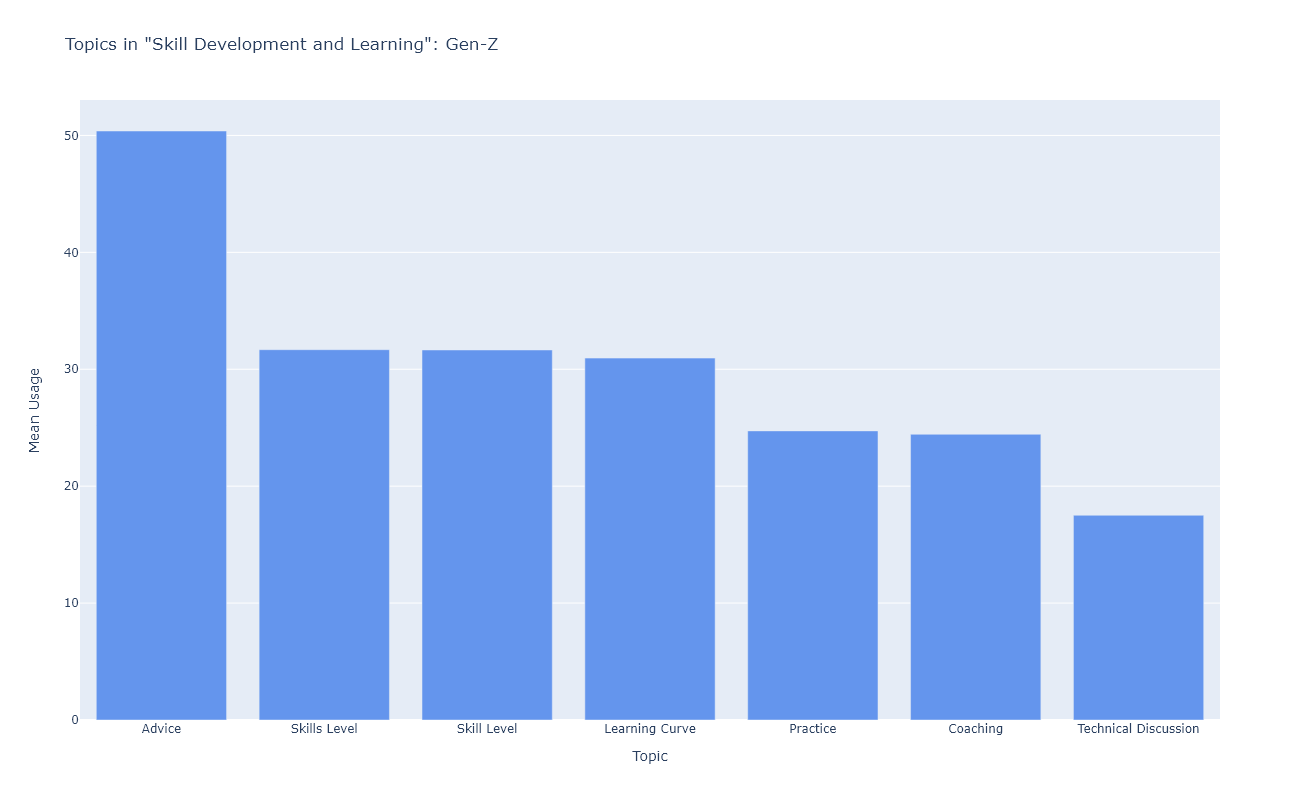 Topics in "Skill Development and Learning": Gen-Z
50
40
30
20
10
0
Mean Usage
Advice
Skills Level
Skill Level
Learning Curve
Practice
Coaching
Technical Discussion
Topic